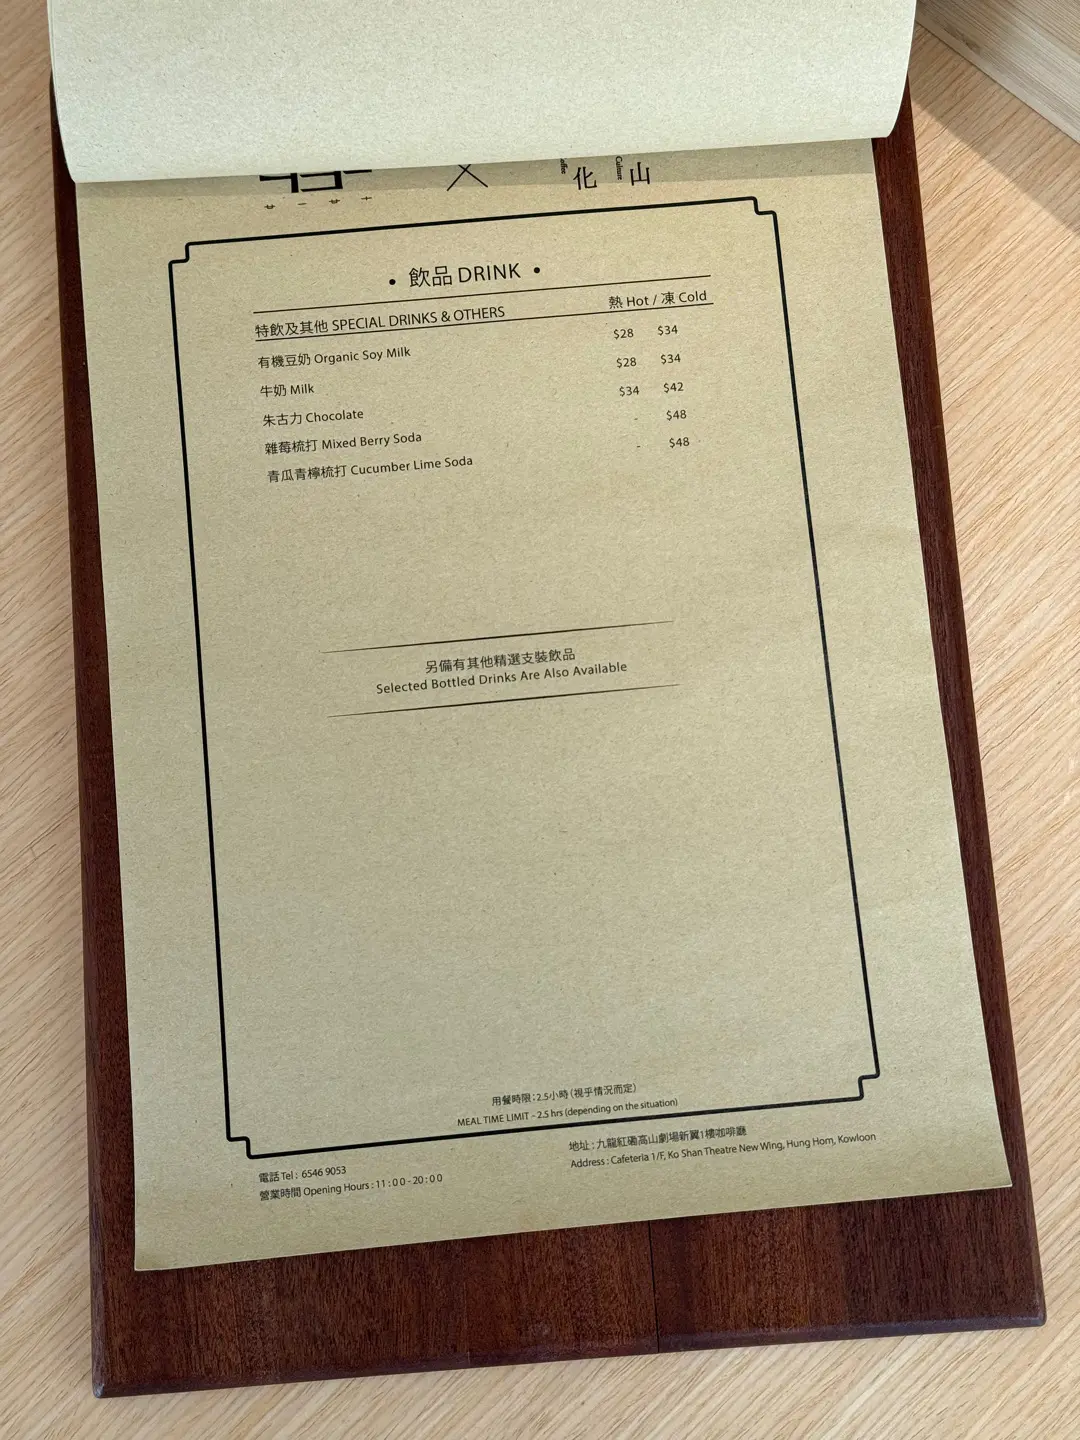 Coffee 化 Culture 山
• 飲品 DRINK •
特飲及其他 SPECIAL DRINKS & OTHERS 熱 Hot / 凍 Cold
有機豆奶 Organic Soy Milk $28 $34
牛奶 Milk $28 $34
朱古力 Chocolate $34 $42
雜莓梳打 Mixed Berry Soda - $48
青瓜青檸梳打 Cucumber Lime Soda - $48
另備有其他精選支裝飲品
Selected Bottled Drinks Are Also Available
用餐時限：2.5小時 (視乎情況而定)
MEAL TIME LIMIT - 2.5 hrs (depending on the situation)
電話 Tel : 6546 9053
營業時間 Opening Hours : 11 : 0 0 - 20 : 0 0
地址 : 九龍紅磡高山劇場新翼1樓咖啡廳
Address : Cafeteria 1/F, Ko Shan Theatre New Wing, Hung Hom, Kowloon